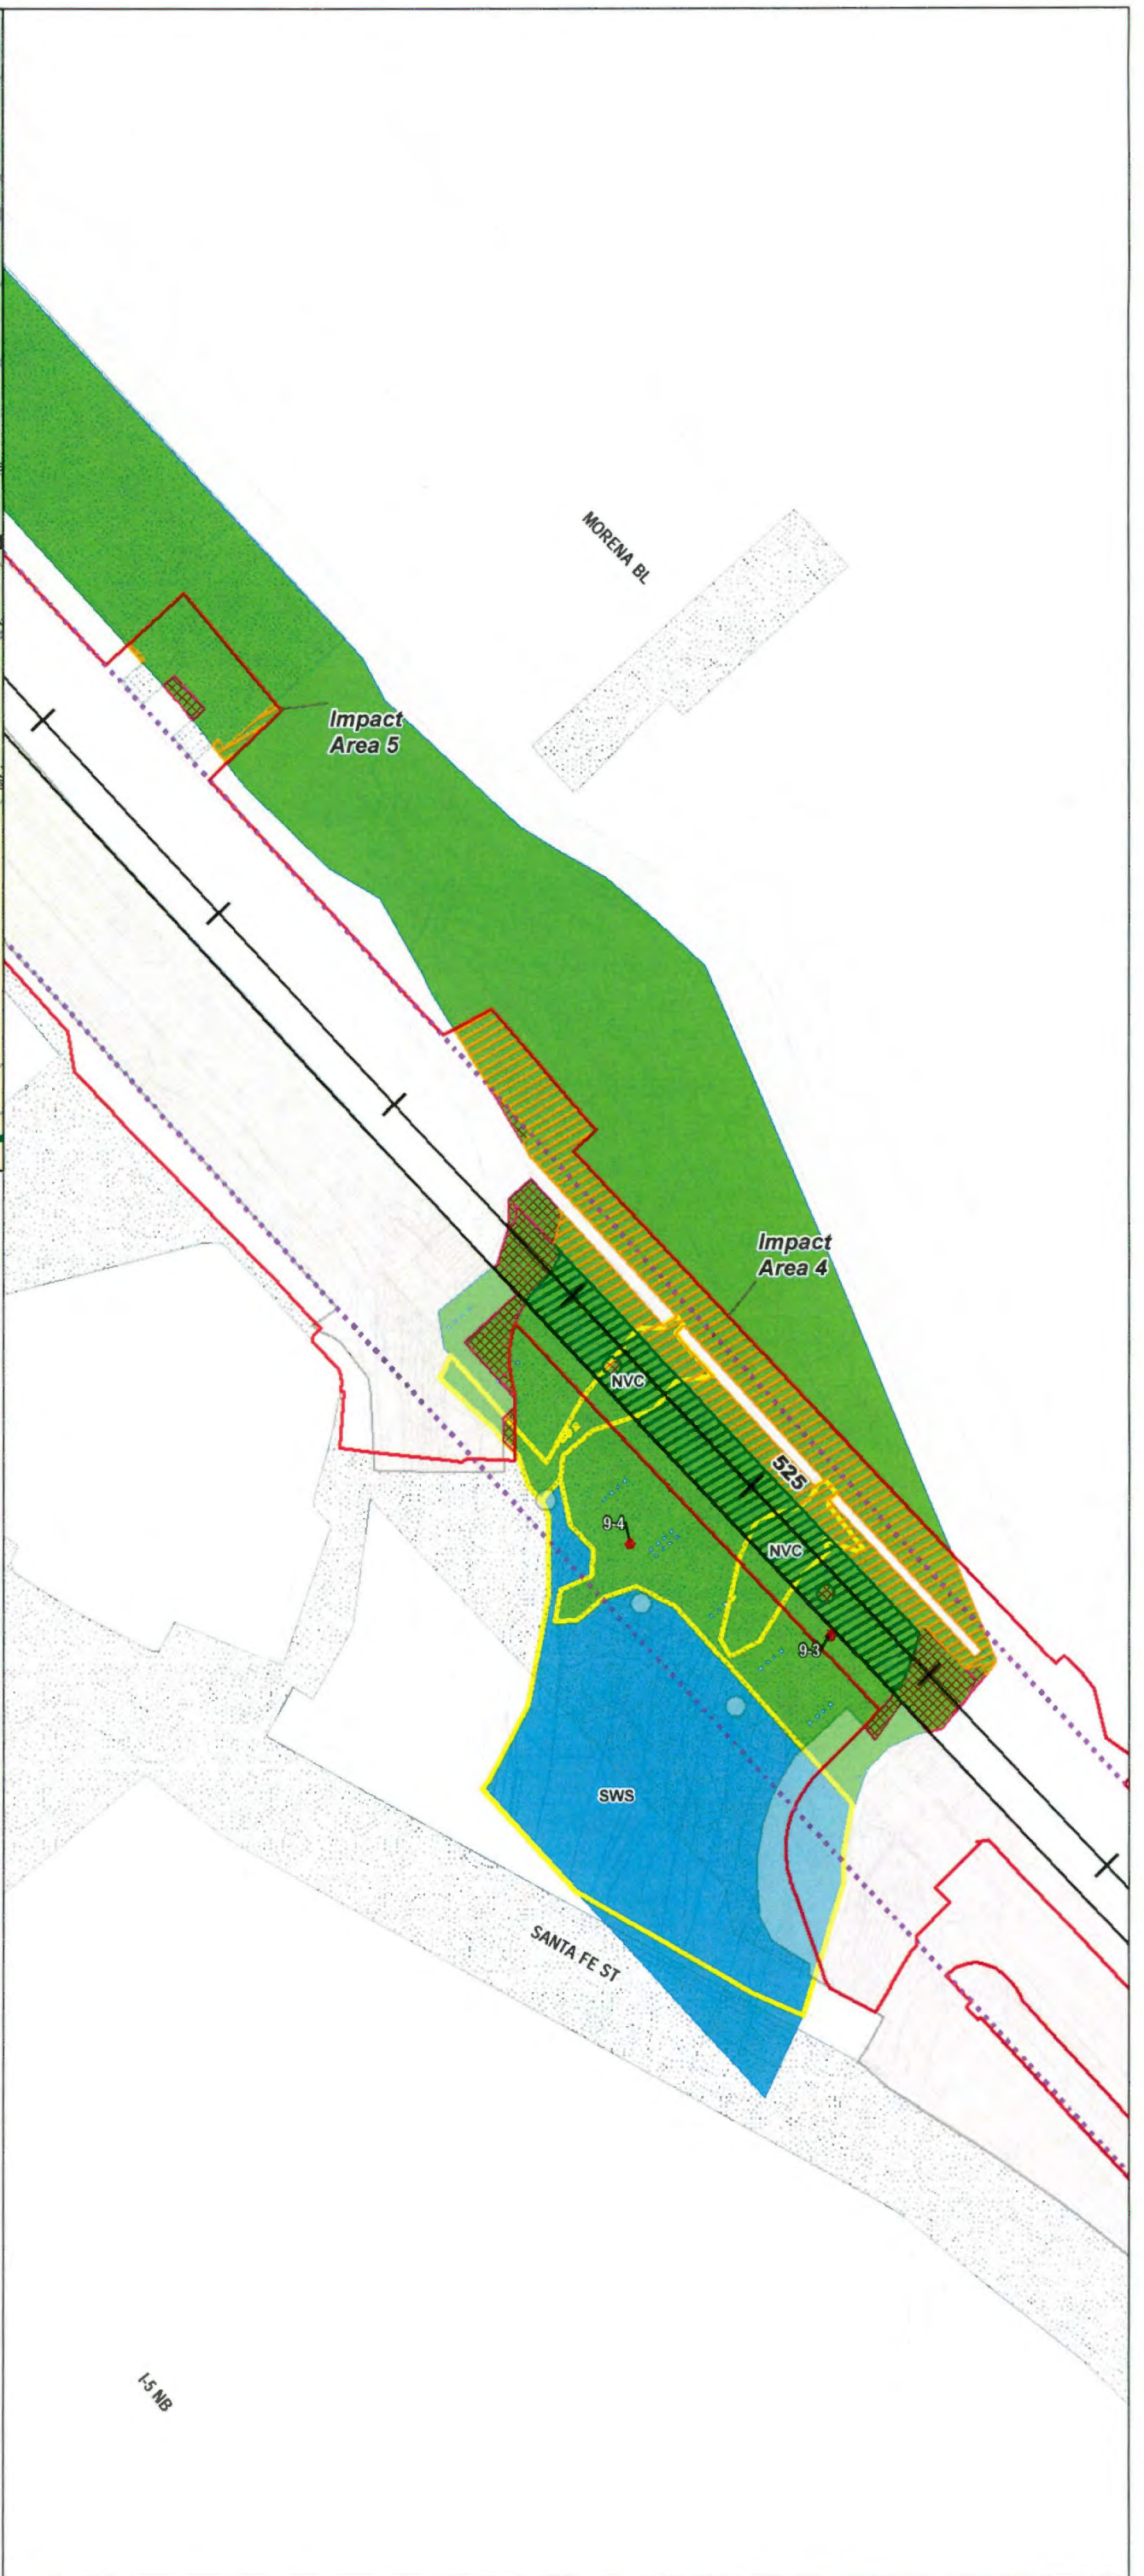 MORENA BL
Impact
Area 5
Impact
Area 4
NVC
525
9-4
NVC
9-3
SWS
SANTA FE ST
I-5 NB